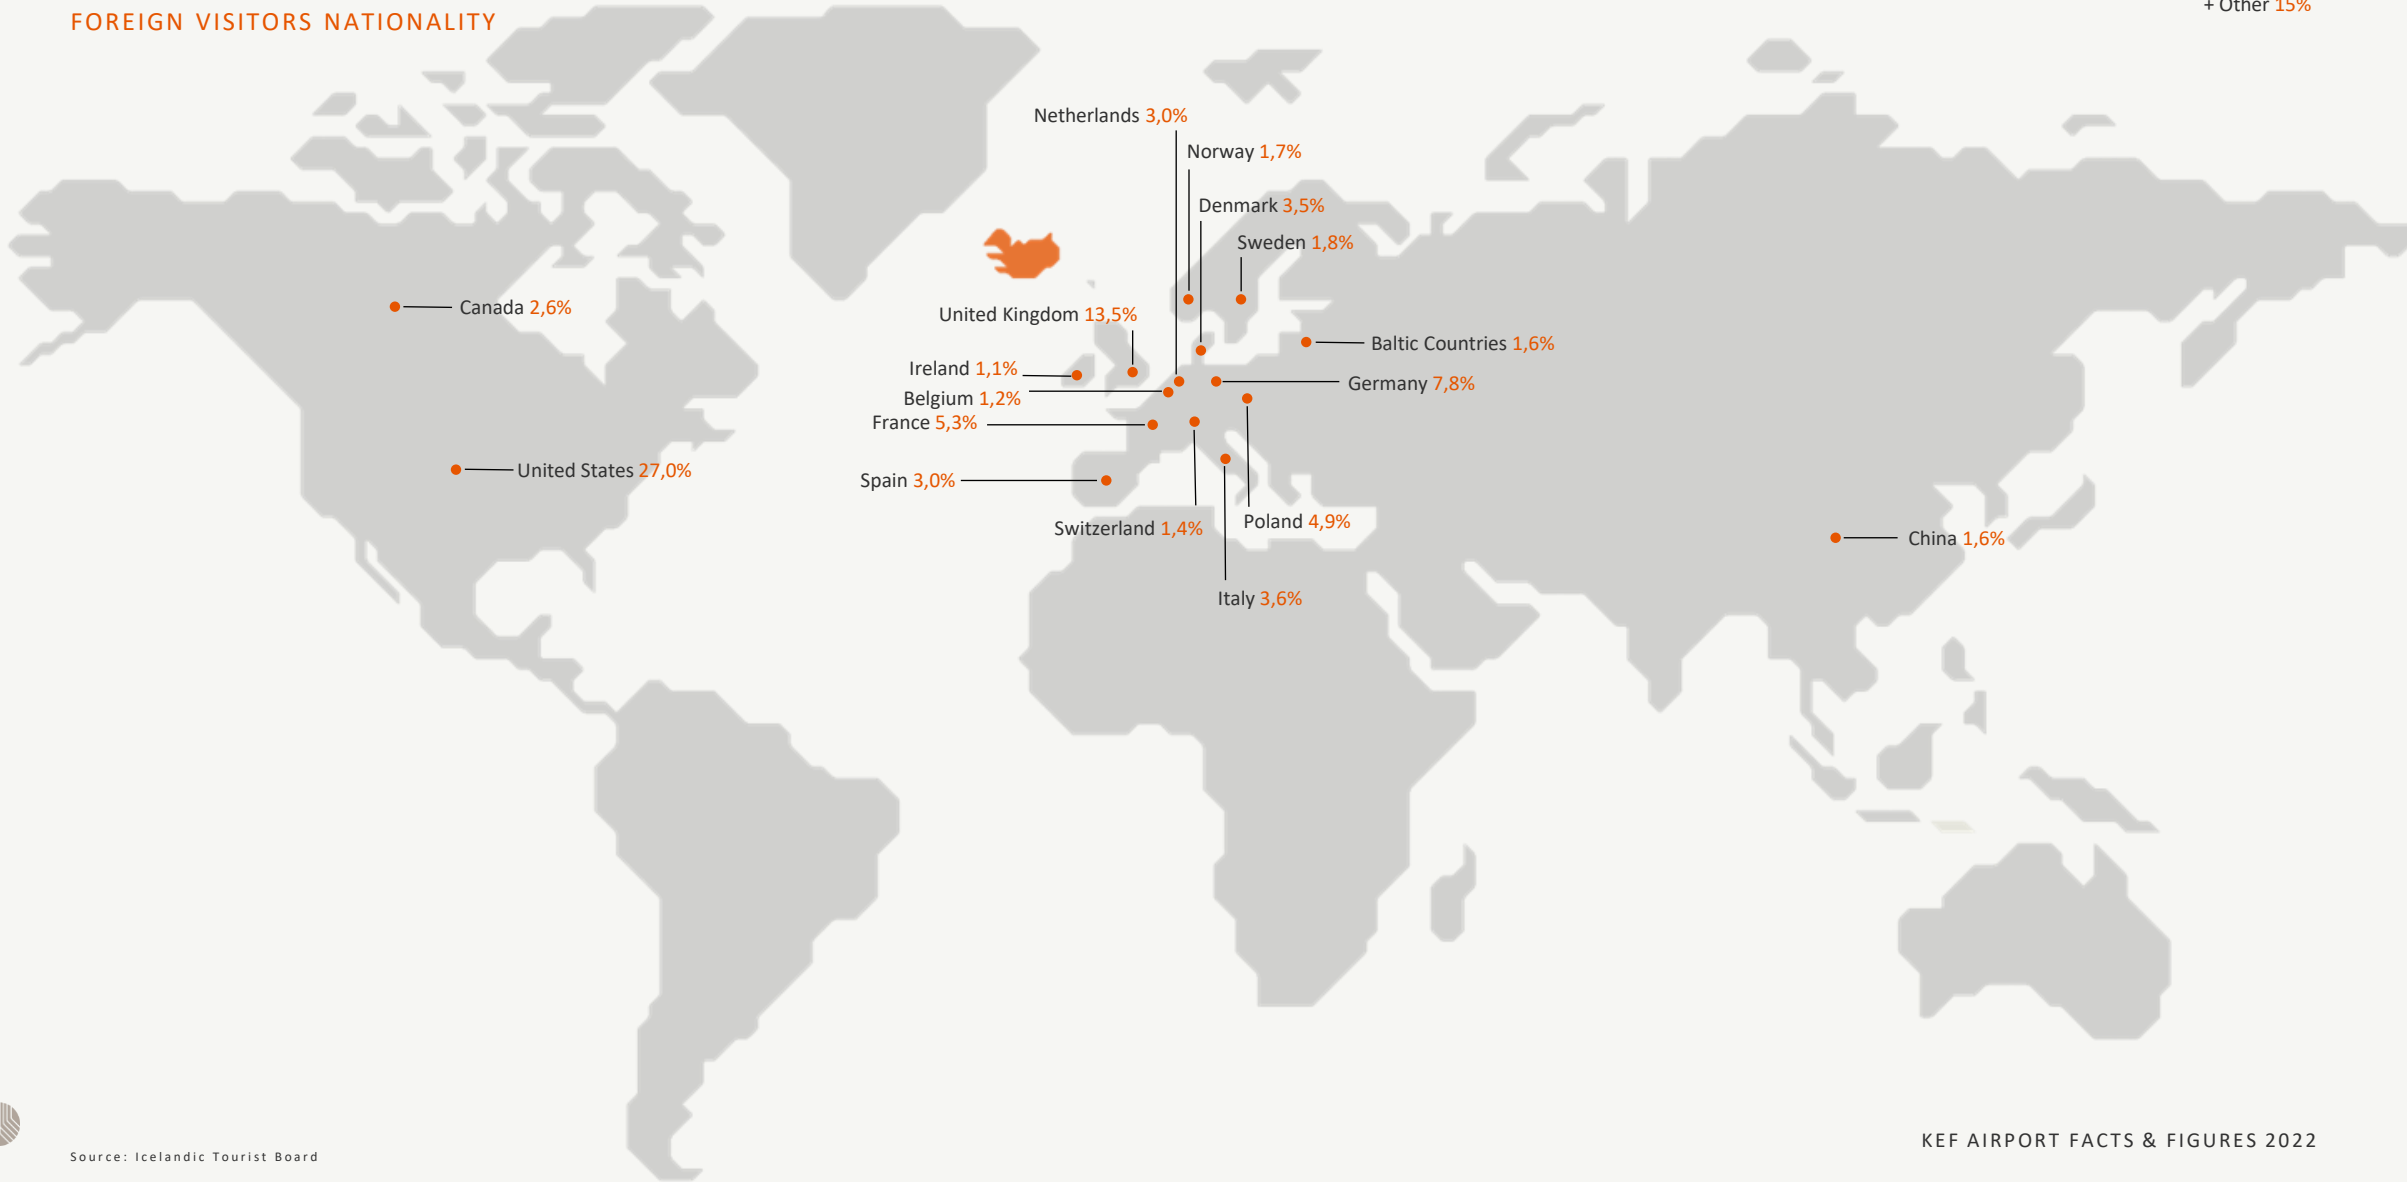 + Other 15%
FOREIGN VISITORS NATIONALITY
Netherlands 3,0%
Norway 1,7%
Denmark 3,5%
Sweden 1,8%
Canada 2,6%
United Kingdom 13,5%
Baltic Countries 1,6%
Ireland 1,1%
Germany 7,8%
Belgium 1,2%
France 5,3%
United States 27,0%
Spain 3,0%
Poland 4,9%
Switzerland 1,4%
China 1,6%
Italy 3,6%
KEF AIRPORT FACTS & FIGURES 2022
Source: Icelandic Tourist Board